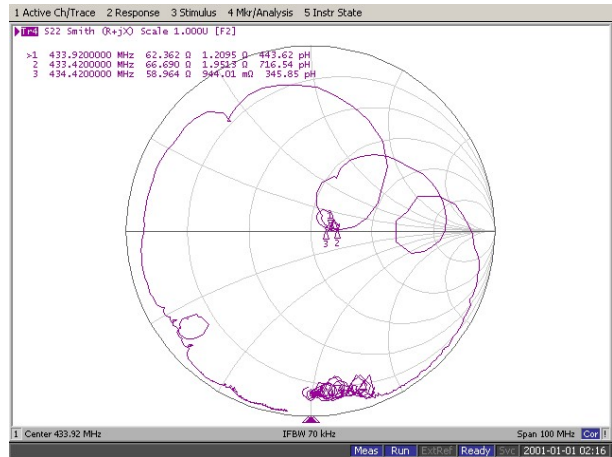 1 Active Ch/Trace 2 Response 3 Stimulus 4 Mkr/Analysis 5 Instr State
Tr4 S22 Smith (R+jX) Scale 1.000U [F2]
>1 433.9200000 MHz 62.362 Ω 1.2095 Ω 443.62 pH
2 433.4200000 MHz 66.690 Ω 1.9513 Ω 716.54 pH
3 434.4200000 MHz 58.964 Ω 944.01 mΩ 345.85 pH
3 2
1 Center 433.92 MHz IFBW 70 kHz Span 100 MHz Cor !
Meas Run ExtRef Ready Svc 2001-01-01 02:16